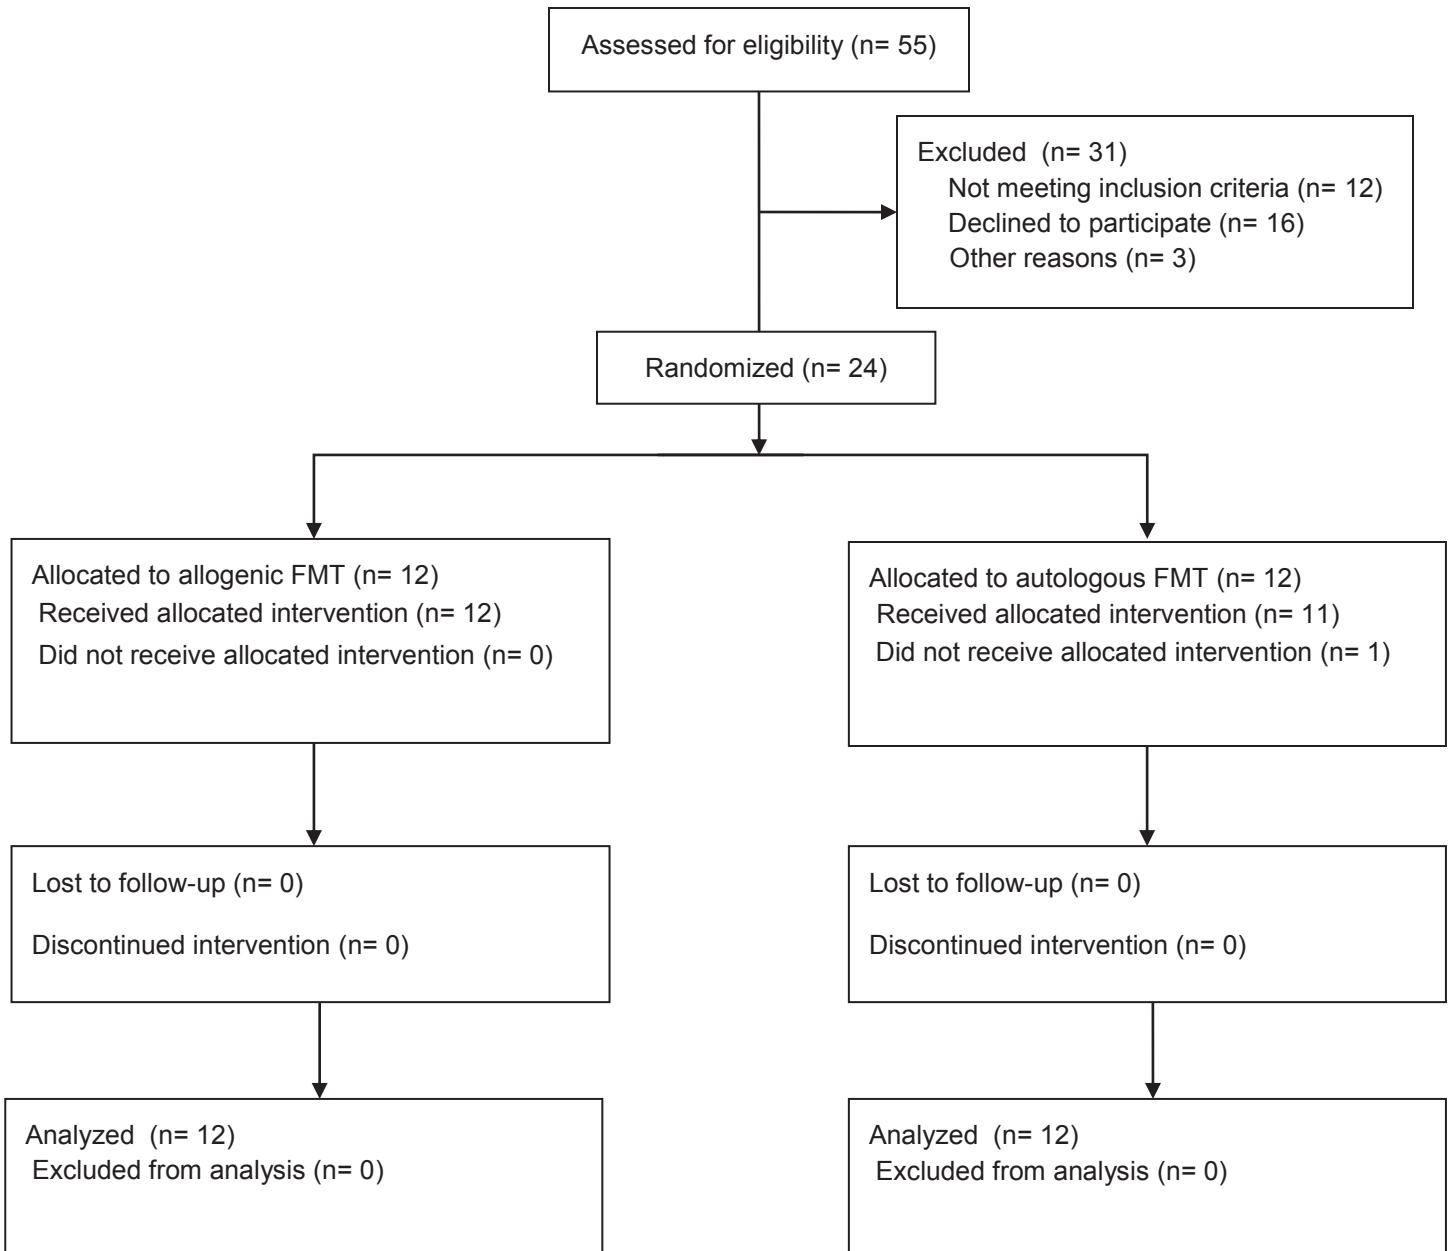 Assessed for eligibility (n= 55)
Excluded  (n= 31)
Not meeting inclusion criteria (n= 12)
Declined to participate (n= 16)
Other reasons (n= 3)
Randomized (n= 24)
Allocated to allogenic FMT (n= 12)
Received allocated intervention (n= 12)
Did not receive allocated intervention (n= 0)
Allocated to autologous FMT (n= 12)
Received allocated intervention (n= 11)
Did not receive allocated intervention (n= 1)
Lost to follow-up (n= 0)
Discontinued intervention (n= 0)
Lost to follow-up (n= 0)
Discontinued intervention (n= 0)
Analyzed  (n= 12)
Excluded from analysis (n= 0)
Analyzed  (n= 12)
Excluded from analysis (n= 0)